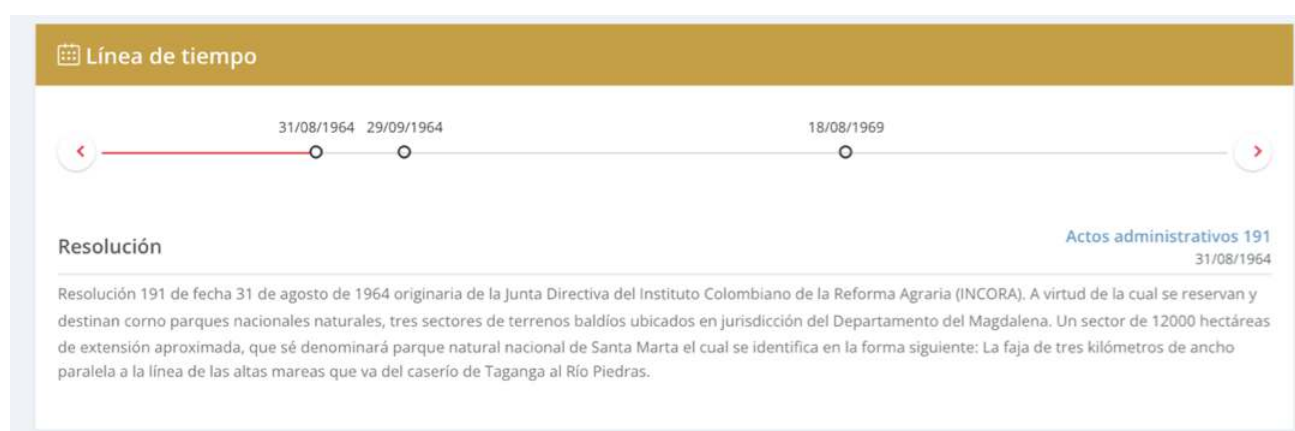 Línea de tiempo
31/08/1964 29/09/1964 18/08/1969
Resolución
Actos administrativos 191
31/08/1964
Resolución 191 de fecha 31 de agosto de 1964 originaria de la Junta Directiva del Instituto Colombiano de la Reforma Agraria (INCORA). A virtud de la cual se reservan y
destinan corno parques nacionales naturales, tres sectores de terrenos baldíos ubicados en jurisdicción del Departamento del Magdalena. Un sector de 12000 hectáreas
de extensión aproximada, que sé denominará parque natural nacional de Santa Marta el cual se identifica en la forma siguiente: La faja de tres kilómetros de ancho
paralela a la línea de las altas mareas que va del caserío de Taganga al Río Piedras.